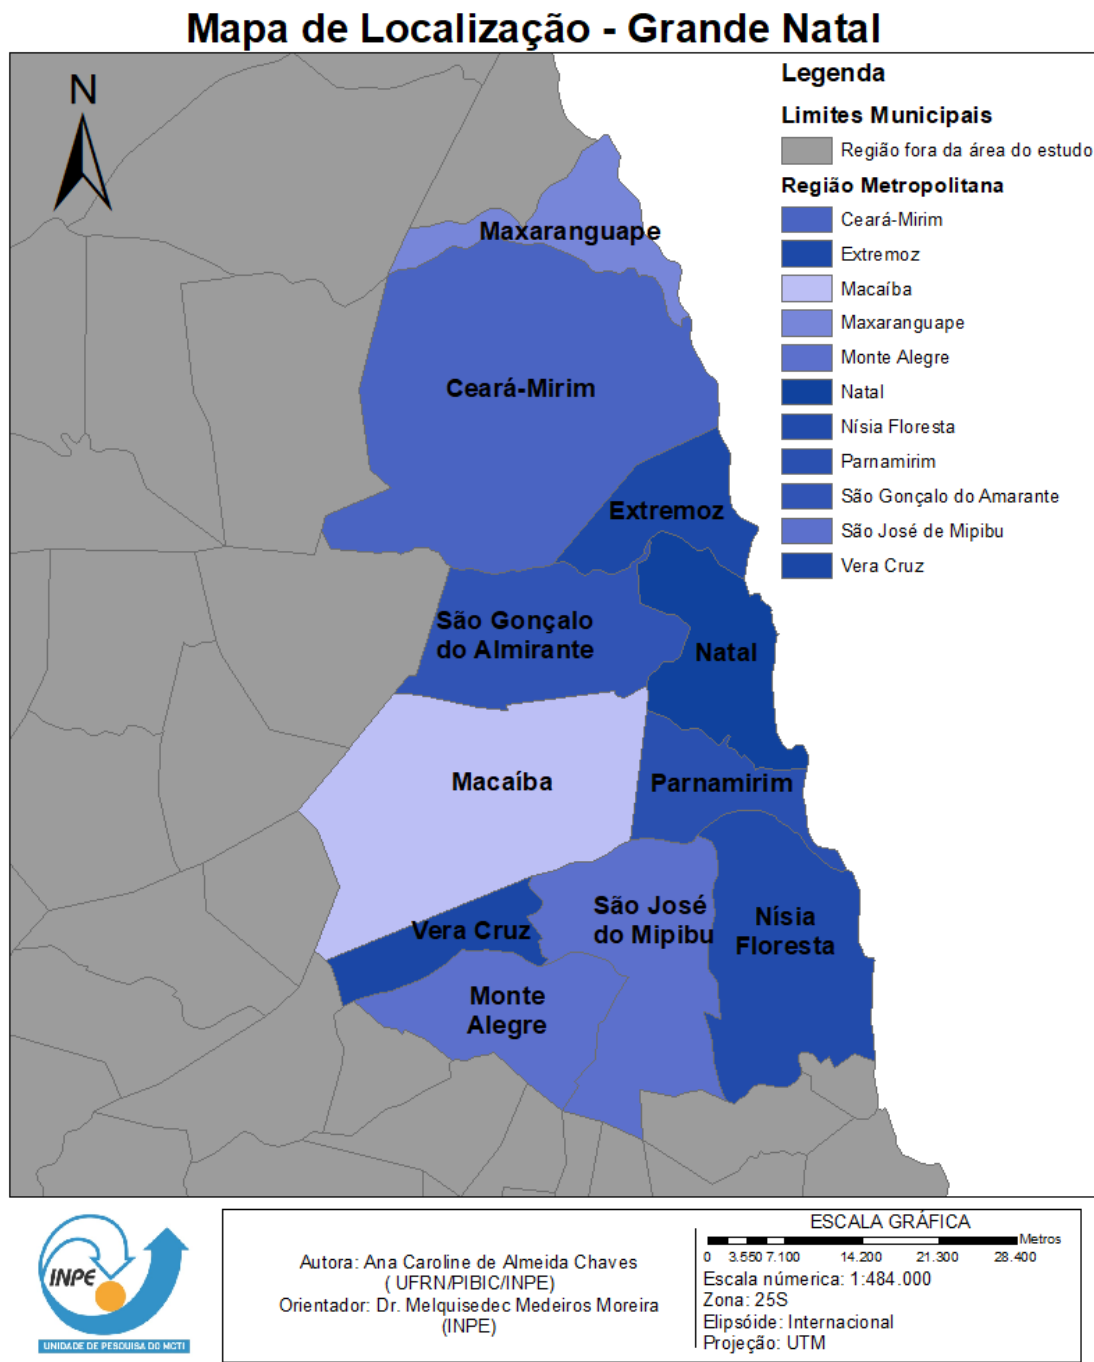 Mapa de Localização - Grande Natal
N
Legenda
Limites Municipais
Região fora da área do estudo
Região Metropolitana
Ceará-Mirim
Extremoz
Macaíba
Maxaranguape
Monte Alegre
Natal
Nísia Floresta
Parnamirim
São Gonçalo do Amarante
São José de Mipibu
Vera Cruz
Maxaranguape
Ceará-Mirim
Extremoz
São Gonçalo
do Almirante
Natal
Macaíba
Parnamirim
São José
do Mipibu
Nísia
Floresta
Vera Cruz
Monte
Alegre
INPE
UNIDADE DE PESQUISA DO MCTI
Autora: Ana Caroline de Almeida Chaves
( UFRN/PIBIC/INPE)
Orientador: Dr. Melquisedec Medeiros Moreira
(INPE)
ESCALA GRÁFICA
Metros
0 3.550 7.100 14.200 21.300 28.400
Escala númerica: 1:484.000
Zona: 25S
Elipsóide: Internacional
Projeção: UTM